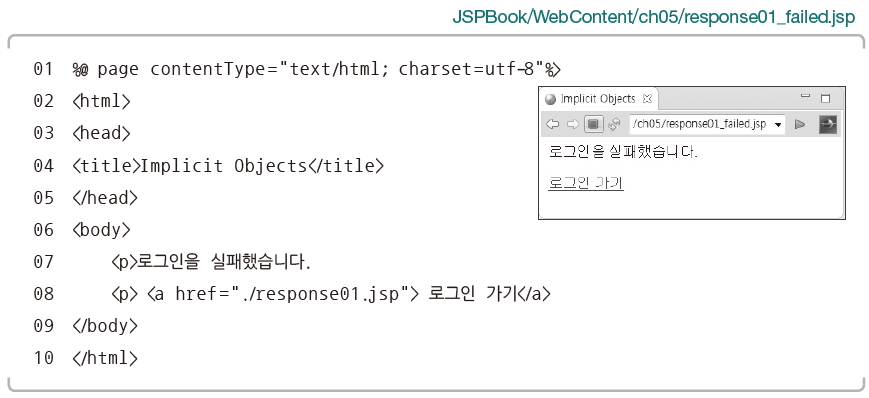 JSPBook/WebContent/ch05/response01_failed.jsp
01 %@ page contentType="text/html; charset=utf-8"%>
02 <html>
03 <head>
04 <title>Implicit Objects</title>
05 </head>
06 <body>
07 <p>로그인을 실패했습니다.
08 <p> <a href="./response01.jsp"> 로그인 가기</a>
09 </body>
10 </html>
Implicit Objects
/ch05/response01_failed.jsp
로그인을 실패했습니다.
로그인 가기